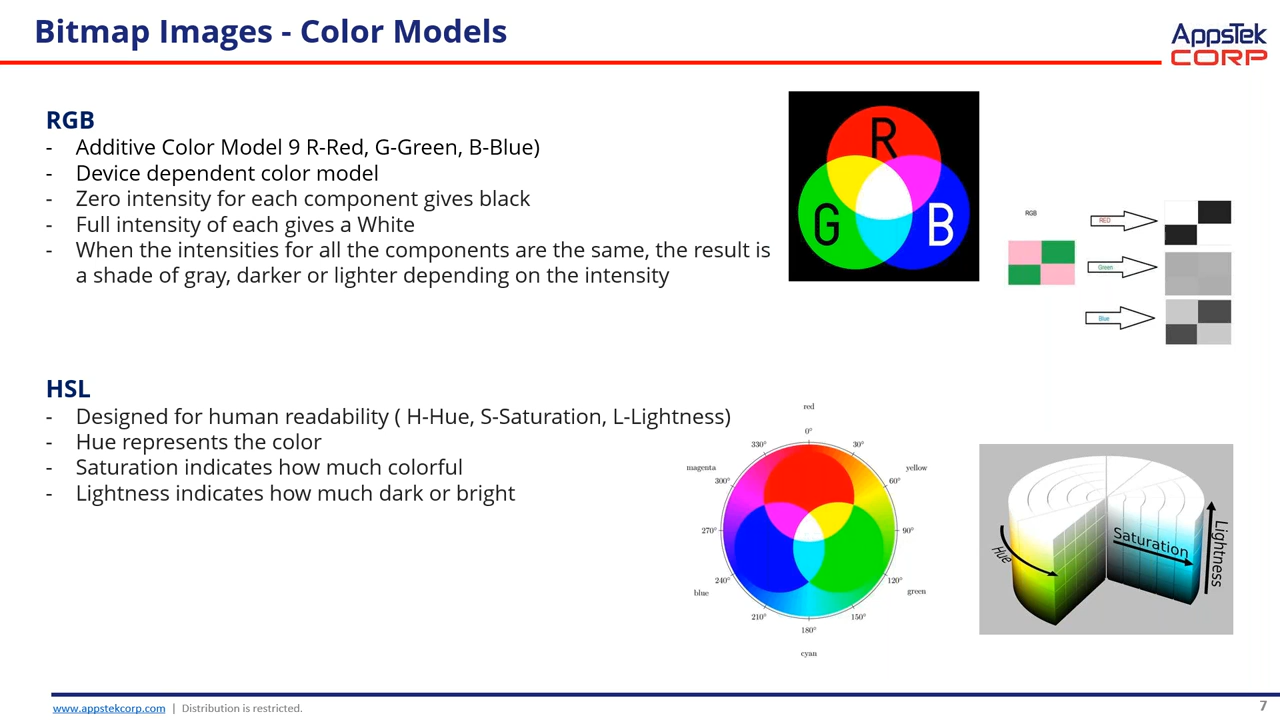 Bitmap Images - Color Models
AppsTek
CORP
RGB
- Additive Color Model 9 R-Red, G-Green, B-Blue)
- Device dependent color model
- Zero intensity for each component gives black
- Full intensity of each gives a White
- When the intensities for all the components are the same, the result is
a shade of gray, darker or lighter depending on the intensity
R
G
B
RGB
RED
Green
Blue
HSL
- Designed for human readability ( H-Hue, S-Saturation, L-Lightness)
- Hue represents the color
- Saturation indicates how much colorful
- Lightness indicates how much dark or bright
red
0°
330°
30°
magenta
yellow
300°
60°
270°
90°
240°
120°
blue
green
210°
150°
180°
cyan
Hue
Saturation
Lightness
www.appstekcorp.com | Distribution is restricted.
7